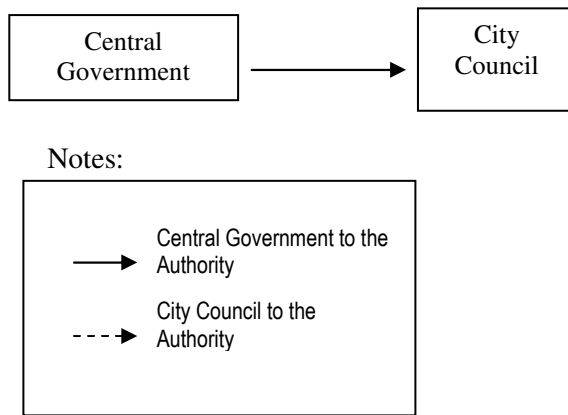 Central
Government
City
Council
Notes:
Central Government to the
Authority
City Council to the
Authority